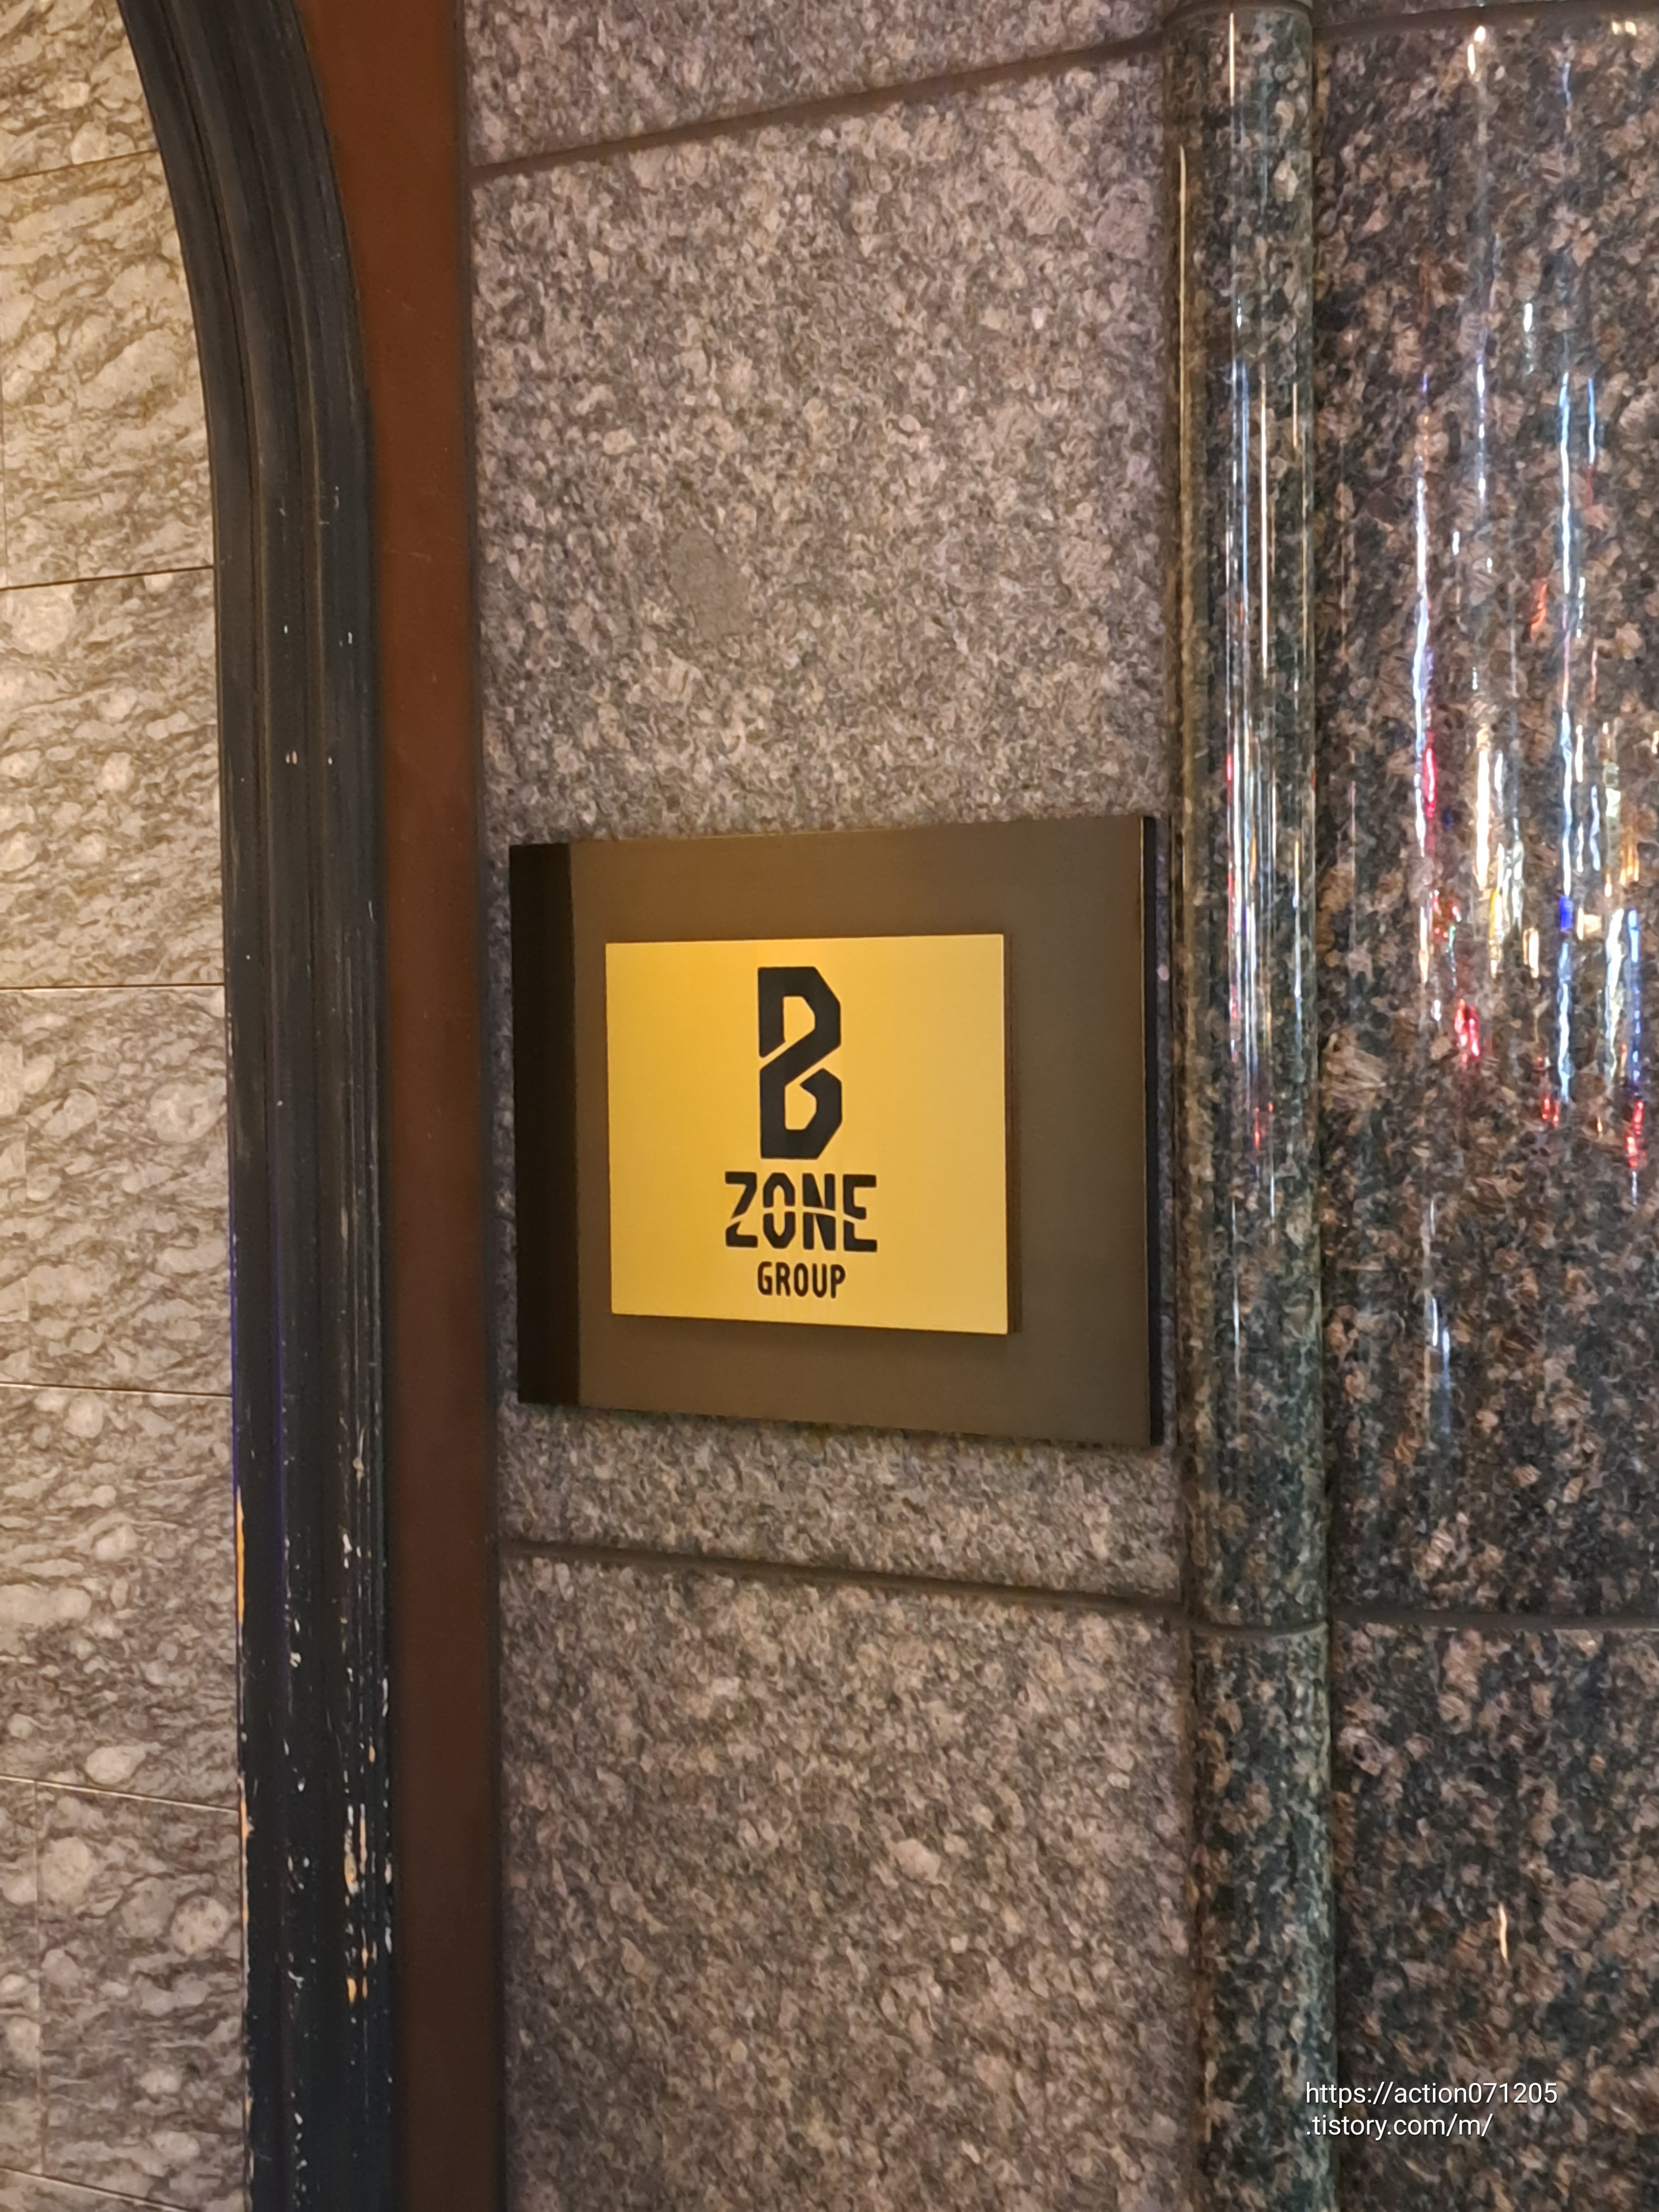 B
ZONE
GROUP
https://action071205
.tistory.com/m/